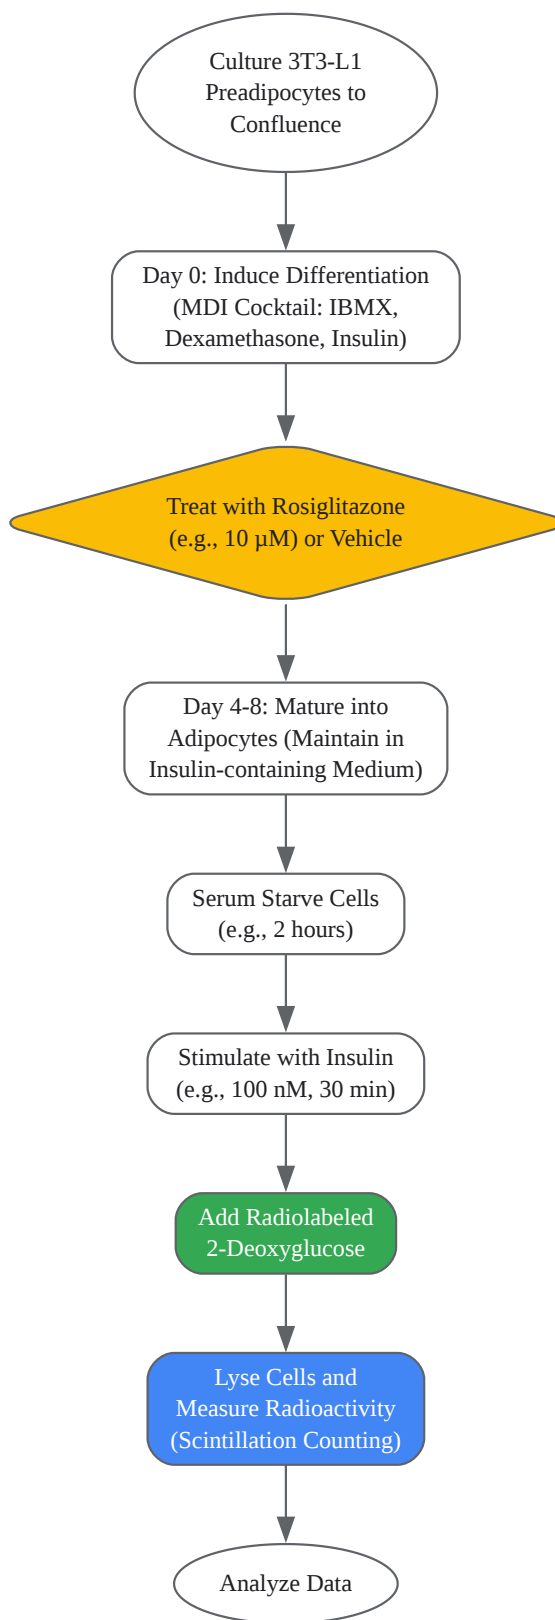 Culture 3T3-L1
Preadipocytes to
Confluence
Day 0: Induce Differentiation
(MDI Cocktail: IBMX,
Dexamethasone, Insulin)
Treat with Rosiglitazone
(e.g., 10 µM) or Vehicle
Day 4-8: Mature into
Adipocytes (Maintain in
Insulin-containing Medium)
Serum Starve Cells
(e.g., 2 hours)
Stimulate with Insulin
(e.g., 100 nM, 30 min)
Add Radiolabeled
2-Deoxyglucose
Lyse Cells and
Measure Radioactivity
(Scintillation Counting)
Analyze Data